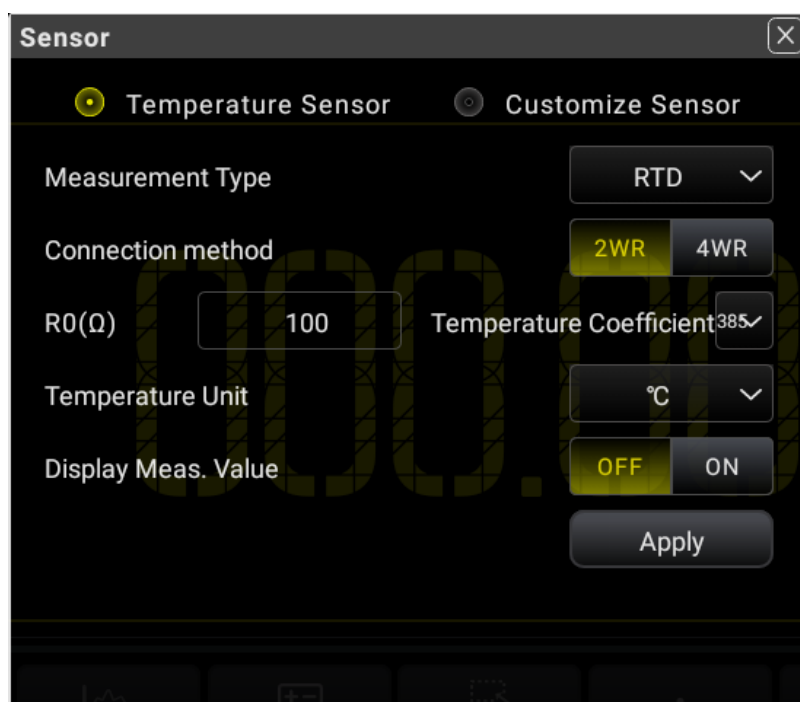 Sensor
Temperature Sensor Customize Sensor
Measurement Type RTD
Connection method 2WR 4WR
R0(Ω) 100 Temperature Coefficient 385
Temperature Unit ℃
Display Meas. Value OFF ON
Apply